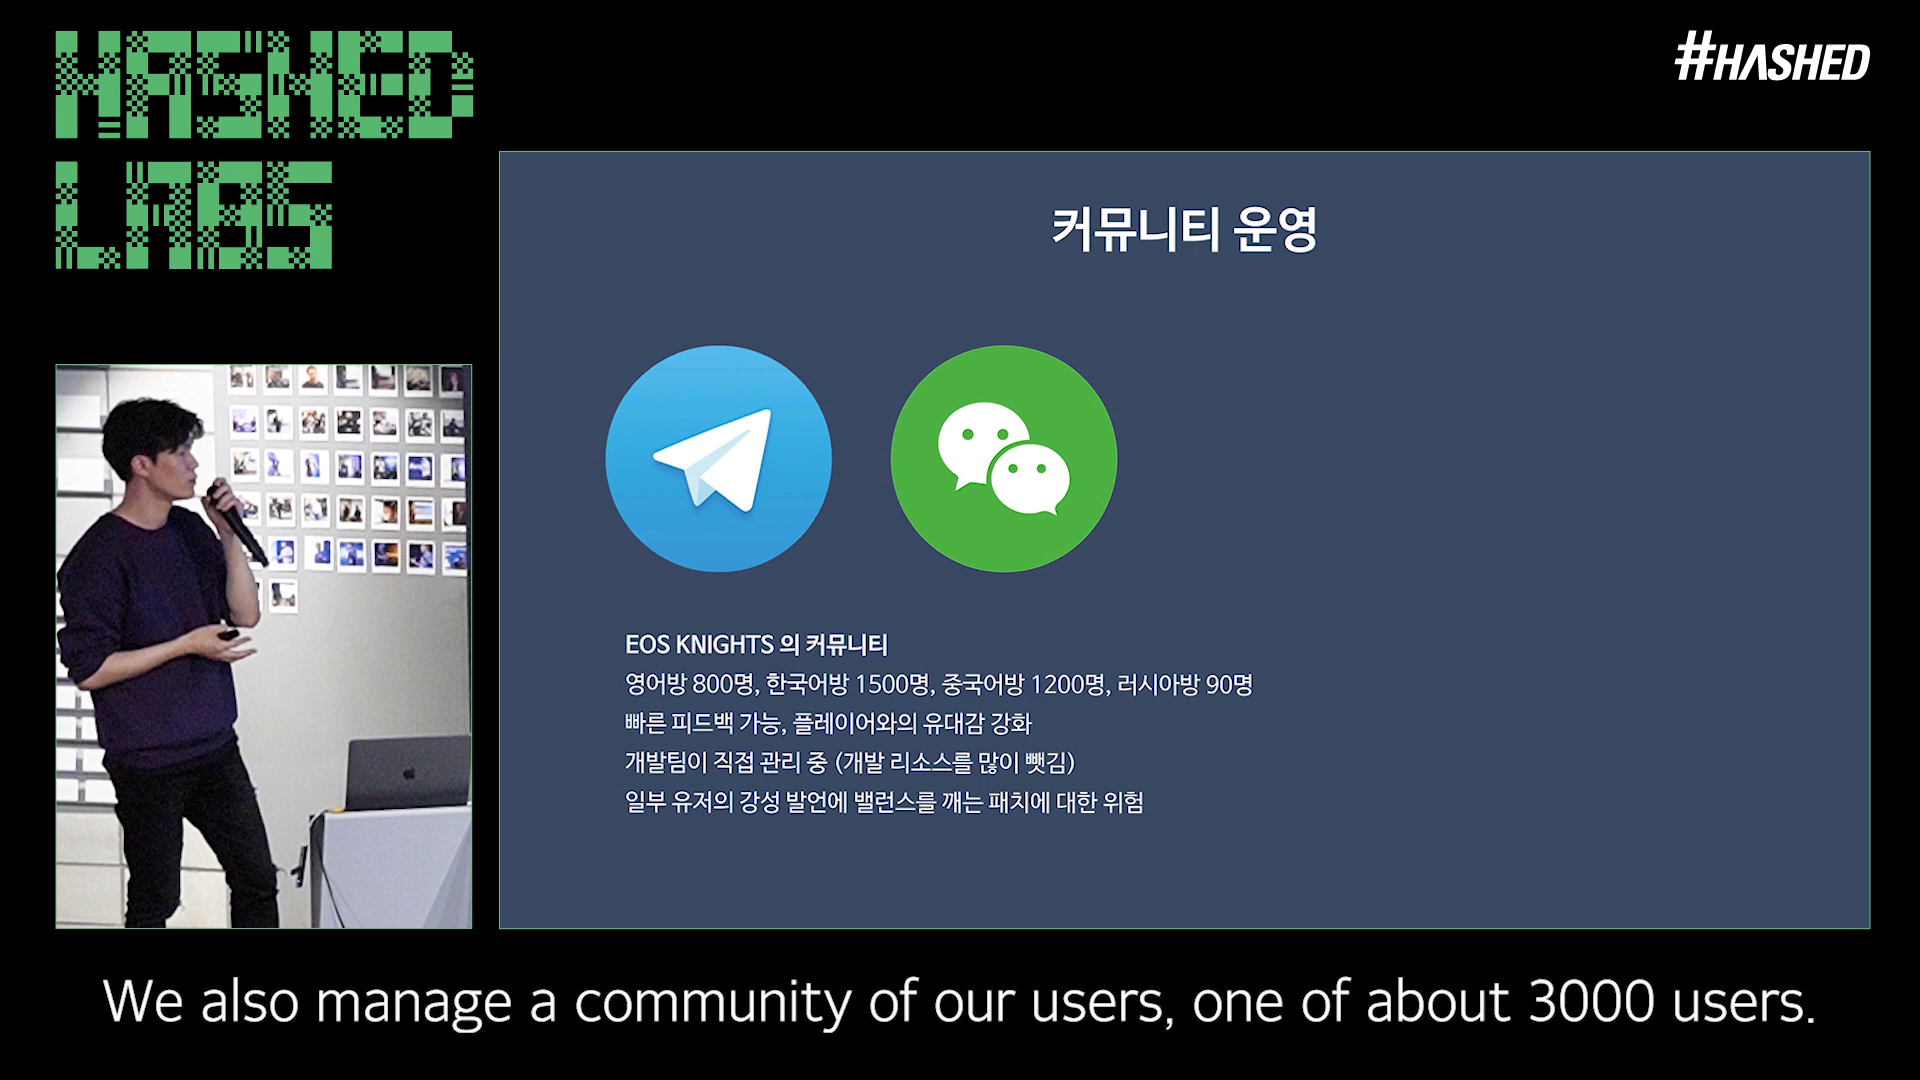 HASHED
LABS
#HASHED
커뮤니티 운영
EOS KNIGHTS 의 커뮤니티
영어방 800명, 한국어방 1500명, 중국어방 1200명, 러시아방 90명
빠른 피드백 가능, 플레이어와의 유대감 강화
개발팀이 직접 관리 중 (개발 리소스를 많이 뺏김)
일부 유저의 강성 발언에 밸런스를 깨는 패치에 대한 위험
We also manage a community of our users, one of about 3000 users.